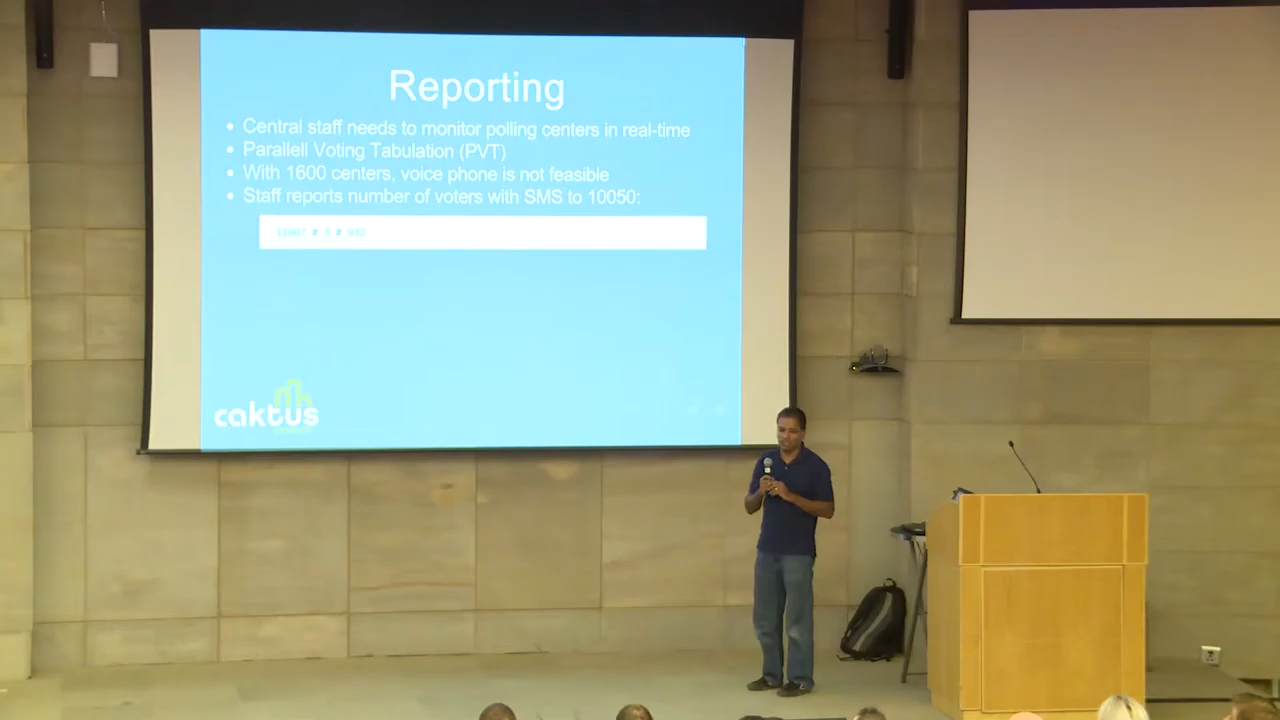 Reporting
• Central staff needs to monitor polling centers in real-time
• Parallell Voting Tabulation (PVT)
• With 1600 centers, voice phone is not feasible
• Staff reports number of voters with SMS to 10050:
caktus